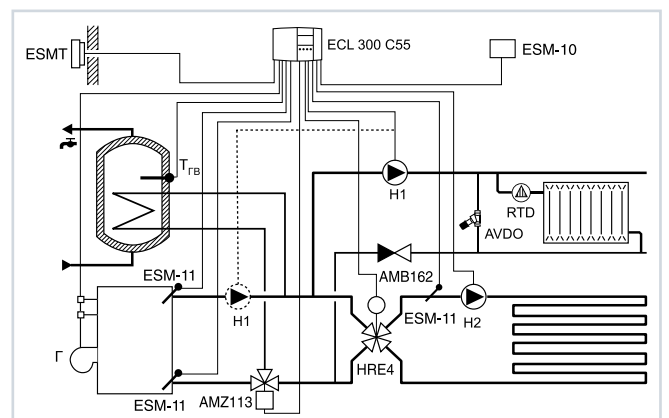 ECL 300 C55
ESMT
ESM-10
TГВ
H1
RTD
AVDO
ESM-11
AMB162
H1
ESM-11
H2
Г
HRE4
ESM-11
AMZ113